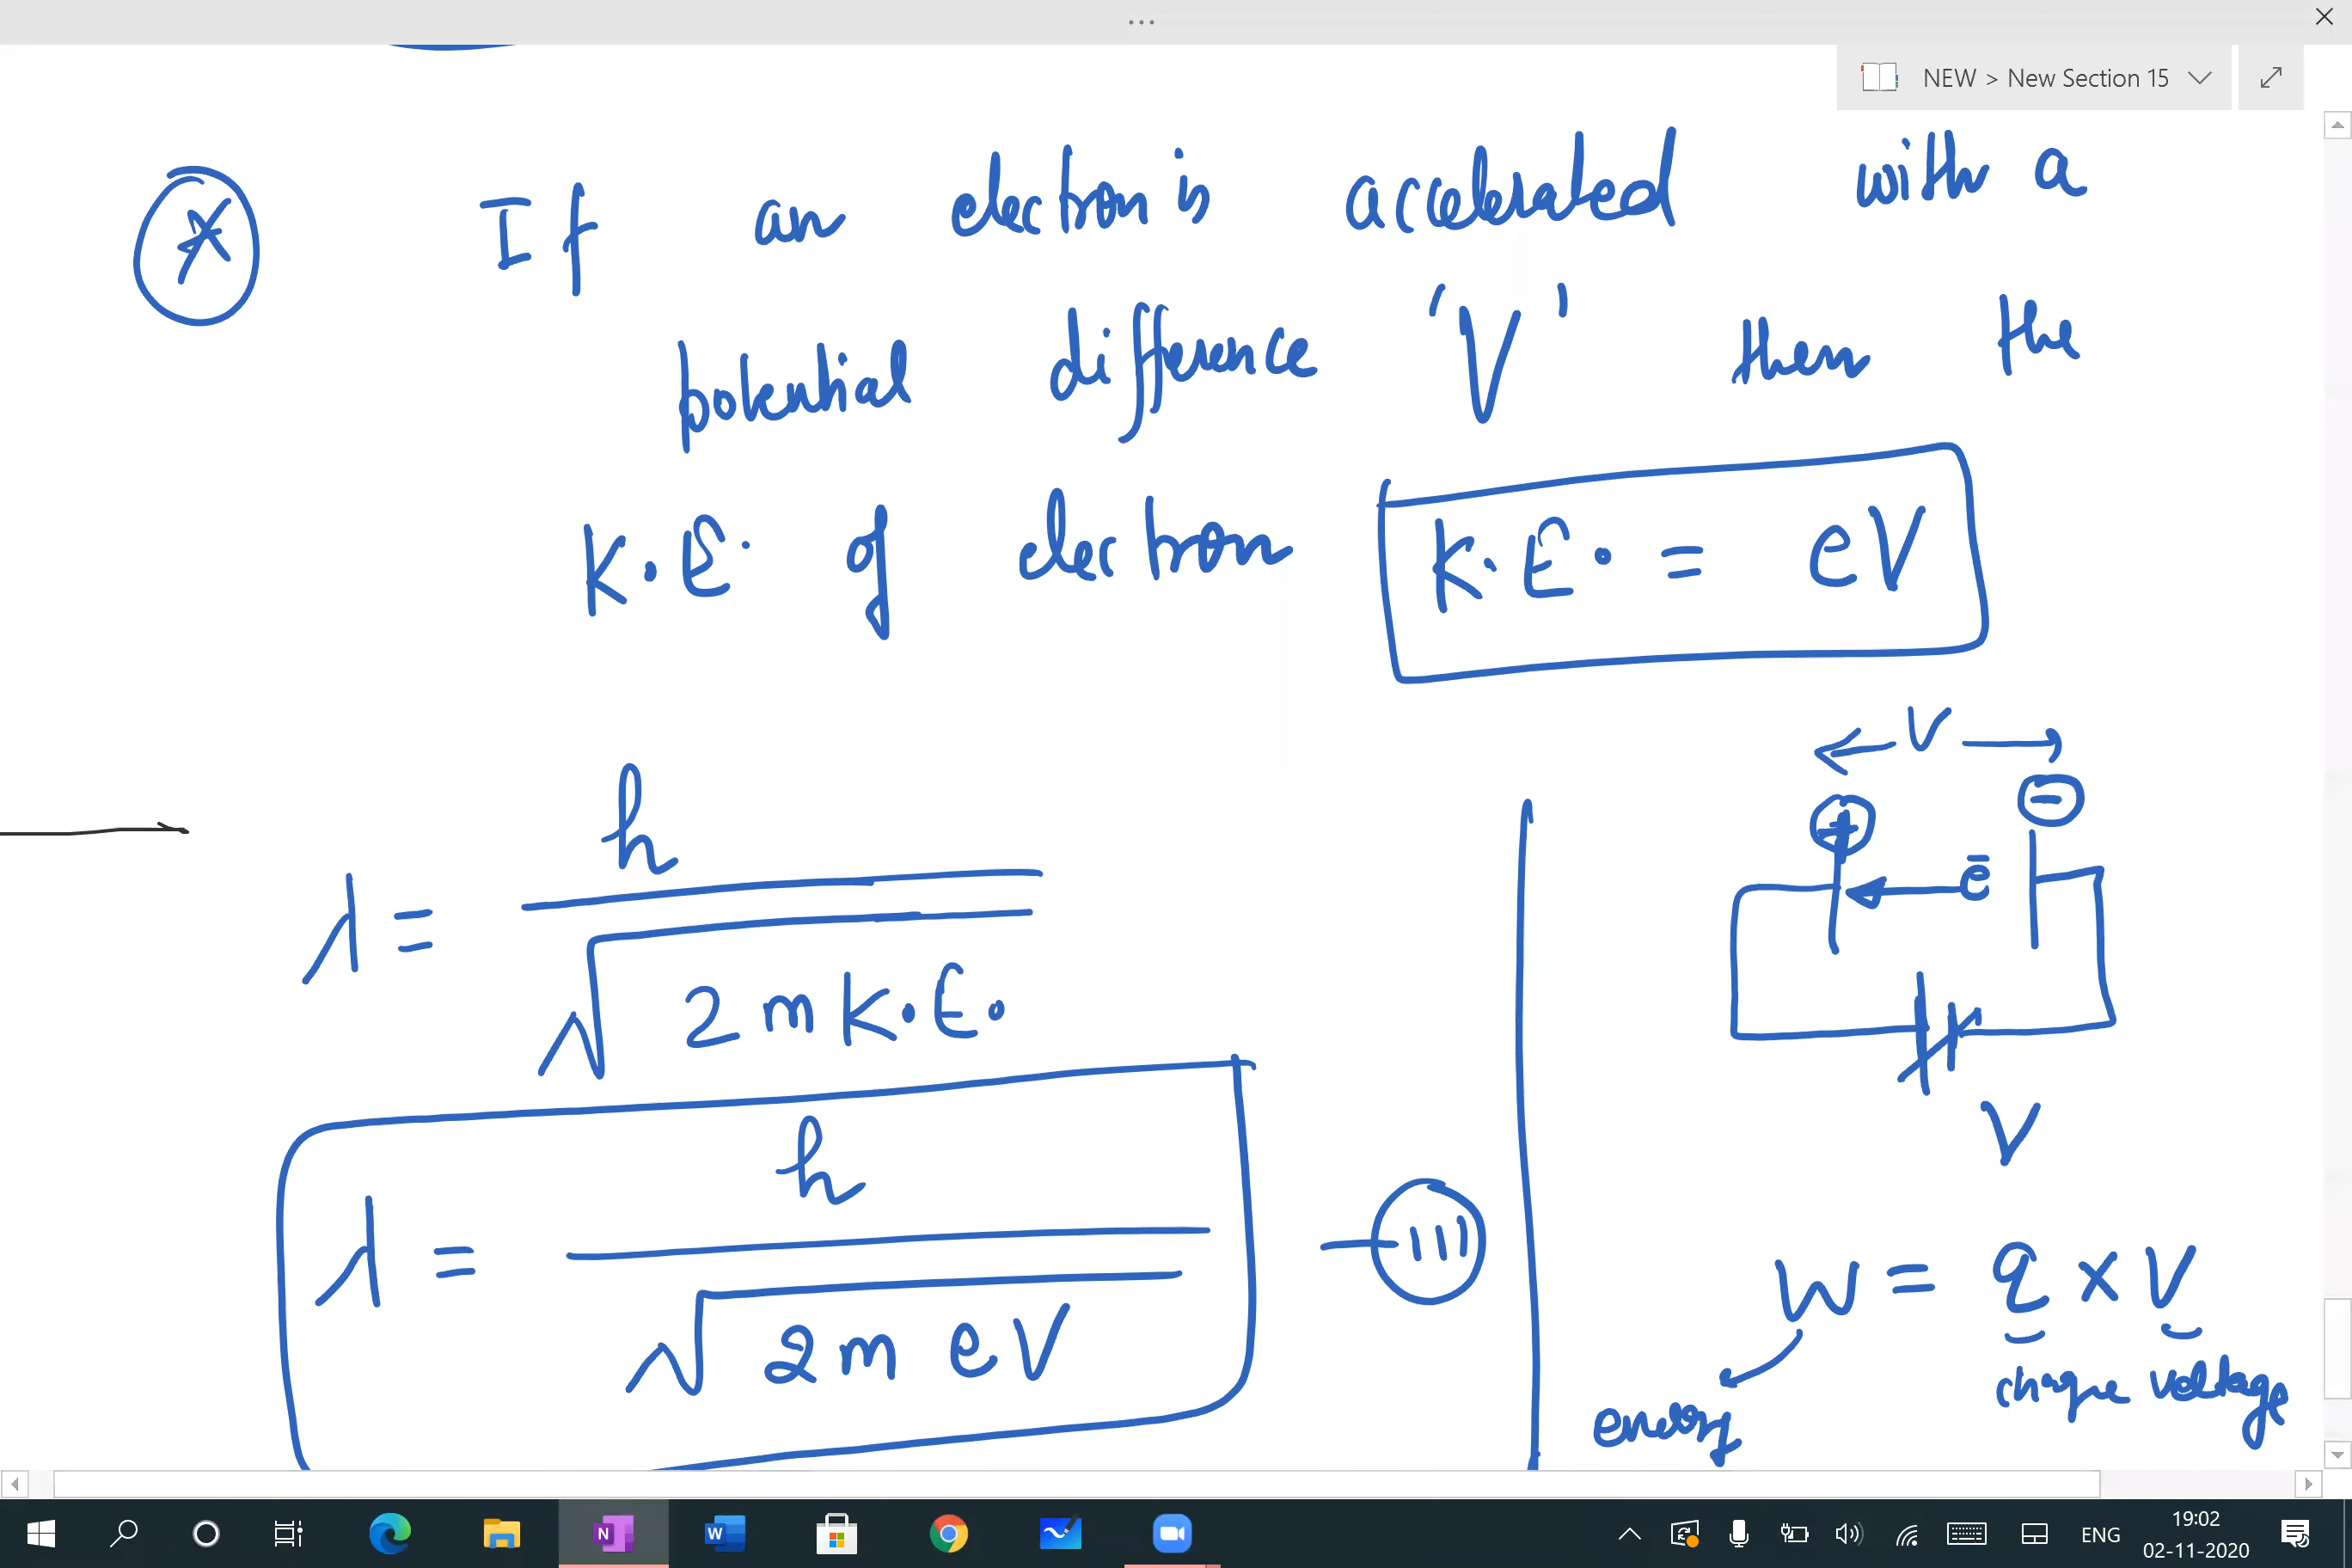 NEW > New Section 15
If an electron is accelerated with a
potential difference 'V' then the
K.E. of electron K.E. = eV
λ = h / √2mK.E.
λ = h / √2meV — III
← V →
+ −
e⁻
V
W = q × V
charge voltage
energy
ENG
19:02
02-11-2020